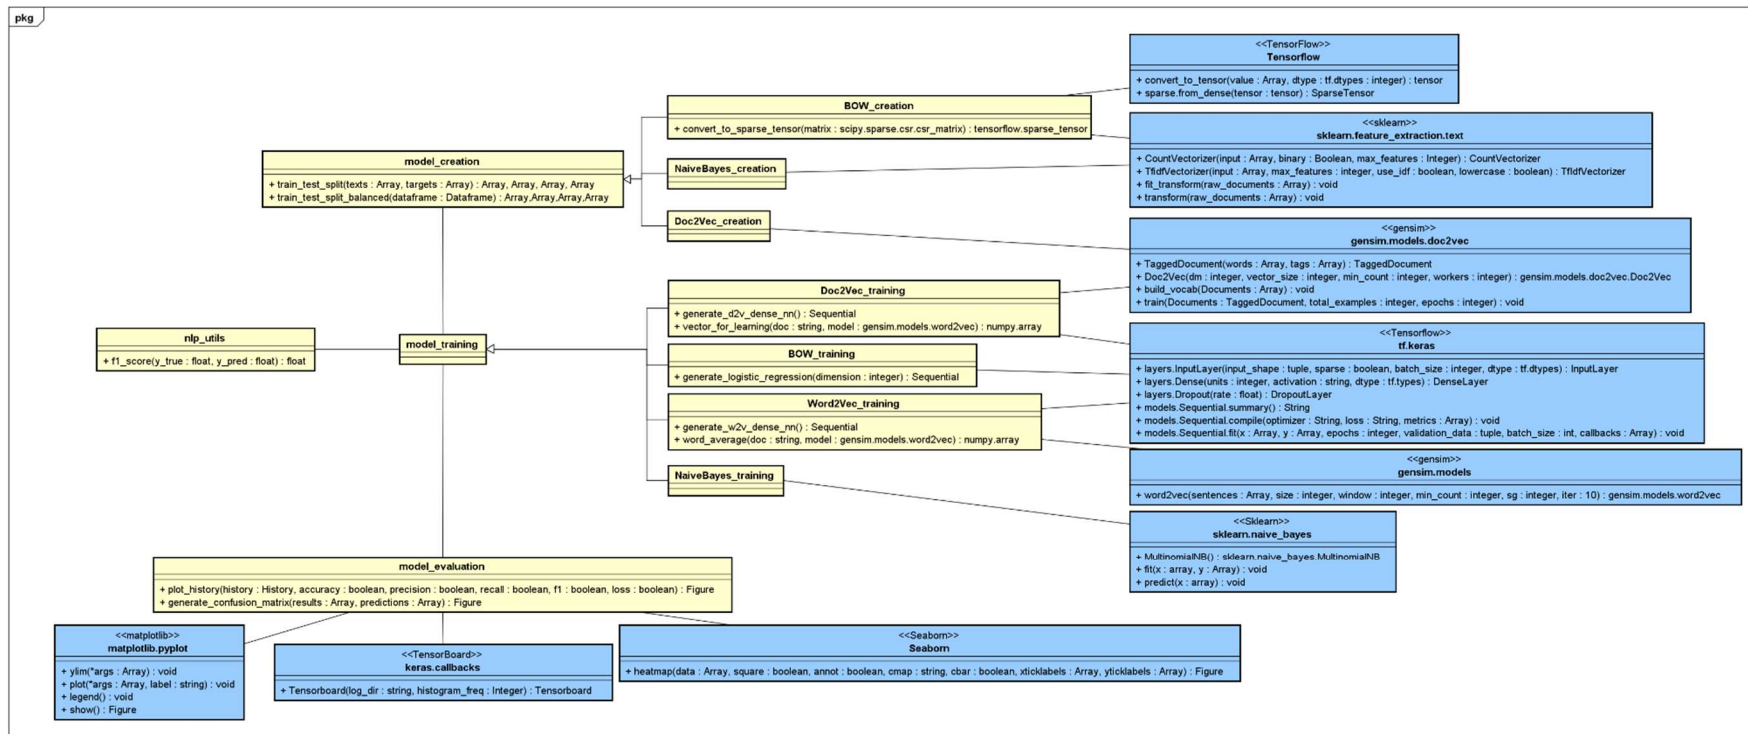 pkg
<<TensorFlow>>
Tensorflow
+ convert_to_tensor(value : Array, dtype : tf.dtypes : integer) : tensor
+ sparse.from_dense(tensor : tensor) : SparseTensor
BOW_creation
+ convert_to_sparse_tensor(matrix : scipy.sparse.csr.csr_matrix) : tensorflow.sparse_tensor
<<sklearn>>
sklearn.feature_extraction.text
+ CountVectorizer(input : Array, binary : Boolean, max_features : Integer) : CountVectorizer
+ TfidfVectorizer(input : Array, max_features : integer, use_idf : boolean, lowercase : boolean) : TfIdfVectorizer
+ fit_transform(raw_documents : Array) : void
+ transform(raw_documents : Array) : void
model_creation
+ train_test_split(texts : Array, targets : Array) : Array, Array, Array, Array
+ train_test_split_balanced(dataframe : Dataframe) : Array,Array,Array,Array
NaiveBayes_creation
Doc2Vec_creation
<<gensim>>
gensim.models.doc2vec
+ TaggedDocument(words : Array, tags : Array) : TaggedDocument
+ Doc2Vec(dm : integer, vector_size : integer, min_count : integer, workers : integer) : gensim.models.doc2vec.Doc2Vec
+ build_vocab(Documents : Array) : void
+ train(Documents : TaggedDocument, total_examples : integer, epochs : integer) : void
Doc2Vec_training
+ generate_d2v_dense_nn() : Sequential
+ vector_for_learning(doc : string, model : gensim.models.word2vec) : numpy.array
nlp_utils
+ f1_score(y_true : float, y_pred : float) : float
model_training
BOW_training
+ generate_logistic_regression(dimension : integer) : Sequential
<<Tensorflow>>
tf.keras
+ layers.InputLayer(input_shape : tuple, sparse : boolean, batch_size : integer, dtype : tf.dtypes) : InputLayer
+ layers.Dense(units : integer, activation : string, dtype : tf.types) : DenseLayer
+ layers.Dropout(rate : float) : DropoutLayer
+ models.Sequential.summary() : String
+ models.Sequential.compile(optimizer : String, loss : String, metrics : Array) : void
+ models.Sequential.fit(x : Array, y : Array, epochs : integer, validation_data : tuple, batch_size : int, callbacks : Array) : void
Word2Vec_training
+ generate_w2v_dense_nn() : Sequential
+ word_average(doc : string, model : gensim.models.word2vec) : numpy.array
<<gensim>>
gensim.models
+ word2vec(sentences : Array, size : integer, window : integer, min_count : integer, sg : integer, iter : 10) : gensim.models.word2vec
NaiveBayes_training
<<Sklearn>>
sklearn.naive_bayes
+ MultinomialNB() : sklearn.naive_bayes.MultinomialNB
+ fit(x : array, y : Array) : void
+ predict(x : array) : void
model_evaluation
+ plot_history(history : History, accuracy : boolean, precision : boolean, recall : boolean, f1 : boolean, loss : boolean) : Figure
+ generate_confusion_matrix(results : Array, predictions : Array) : Figure
<<matplotlib>>
matplotlib.pyplot
+ ylim(*args : Array) : void
+ plot(*args : Array, label : string) : void
+ legend() : void
+ show() : Figure
<<TensorBoard>>
keras.callbacks
+ Tensorboard(log_dir : string, histogram_freq : Integer) : Tensorboard
<<Seaborn>>
Seaborn
+ heatmap(data : Array, square : boolean, annot : boolean, cmap : string, cbar : boolean, xticklabels : Array, yticklabels : Array) : Figure